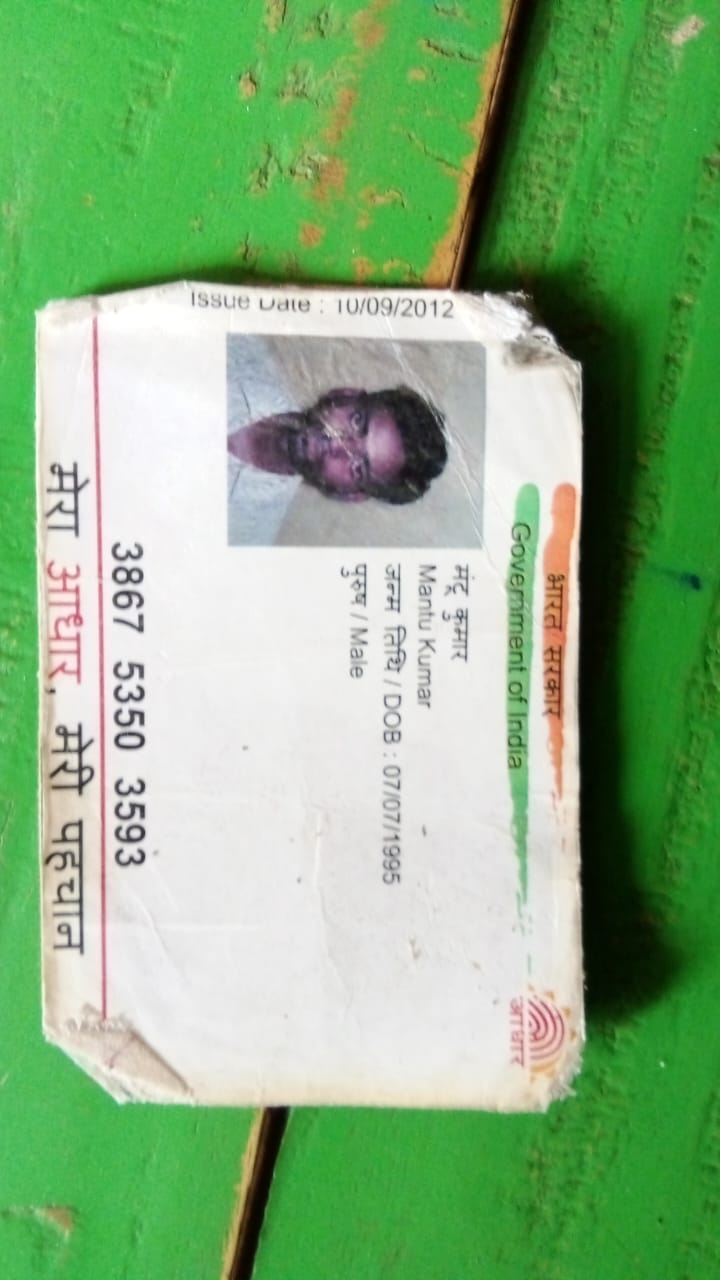 भारत सरकार
Government of India
Issue Date : 10/09/2012
मंटू कुमार
Mantu Kumar
जन्म तिथि / DOB : 07/07/1995
पुरुष / Male
आधार
3867 5350 3593
मेरा आधार, मेरी पहचान